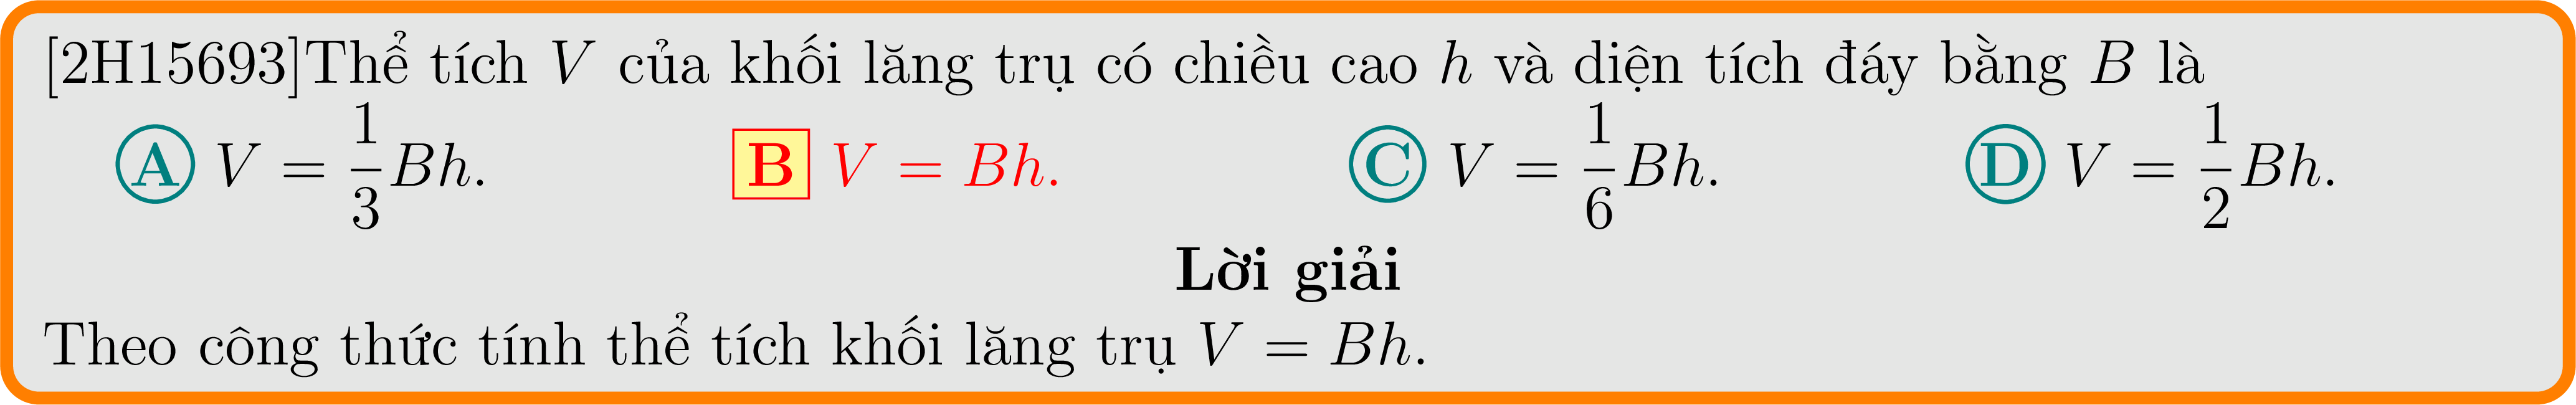 [2H15693]Thể tích V của khối lăng trụ có chiều cao h và diện tích đáy bằng B là
A V = \frac{1}{3}Bh. B V = Bh. C V = \frac{1}{6}Bh. D V = \frac{1}{2}Bh.
Lời giải
Theo công thức tính thể tích khối lăng trụ V = Bh.